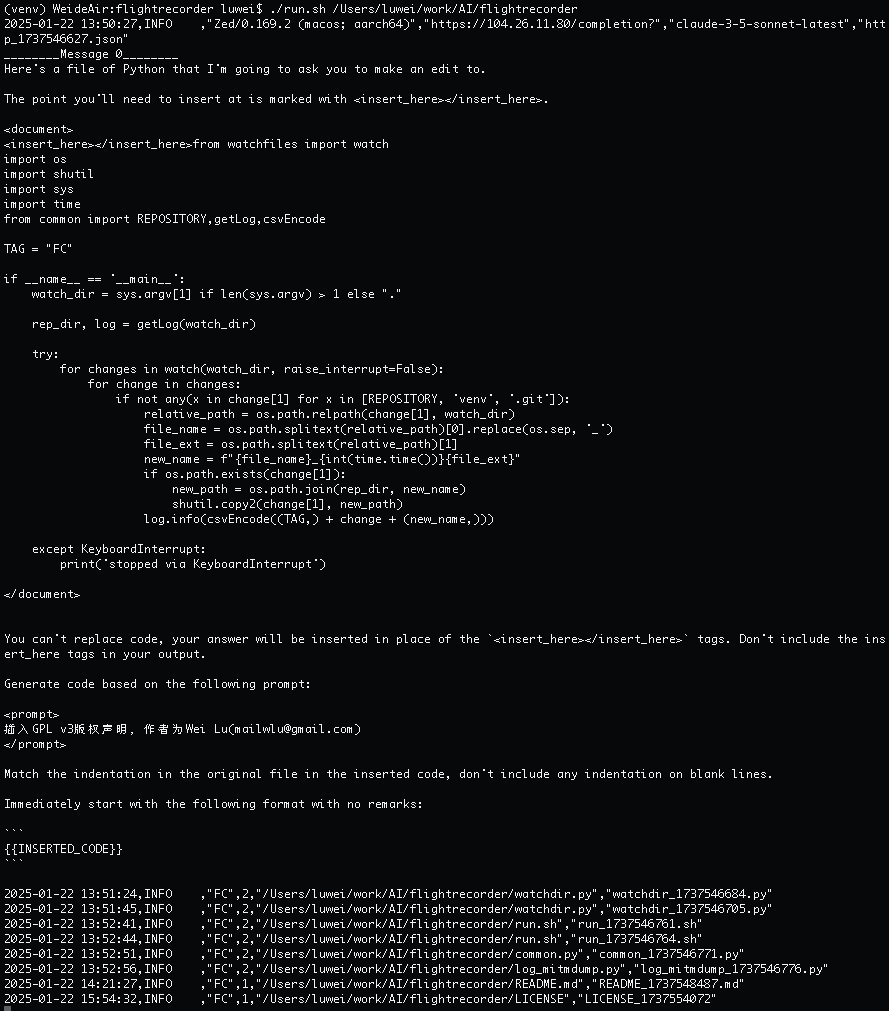 (venv) WeideAir:flightrecorder luwei$ ./run.sh /Users/luwei/work/AI/flightrecorder
2025-01-22 13:50:27,INFO    ,"Zed/0.169.2 (macos; aarch64)","https://104.26.11.80/completion?","claude-3-5-sonnet-latest","htt
p_1737546627.json"
________Message 0________
Here's a file of Python that I'm going to ask you to make an edit to.

The point you'll need to insert at is marked with <insert_here></insert_here>.

<document>
<insert_here></insert_here>from watchfiles import watch
import os
import shutil
import sys
import time
from common import REPOSITORY,getLog,csvEncode

TAG = "FC"

if __name__ == '__main__':
    watch_dir = sys.argv[1] if len(sys.argv) > 1 else "."

    rep_dir, log = getLog(watch_dir)

    try:
        for changes in watch(watch_dir, raise_interrupt=False):
            for change in changes:
                if not any(x in change[1] for x in [REPOSITORY, 'venv', '.git']):
                    relative_path = os.path.relpath(change[1], watch_dir)
                    file_name = os.path.splitext(relative_path)[0].replace(os.sep, '_')
                    file_ext = os.path.splitext(relative_path)[1]
                    new_name = f"{file_name}_{int(time.time())}{file_ext}"
                    if os.path.exists(change[1]):
                        new_path = os.path.join(rep_dir, new_name)
                        shutil.copy2(change[1], new_path)
                    log.info(csvEncode((TAG,) + change + (new_name,)))

    except KeyboardInterrupt:
        print('stopped via KeyboardInterrupt')

</document>

You can't replace code, your answer will be inserted in place of the `<insert_here></insert_here>` tags. Don't include the ins
ert_here tags in your output.

Generate code based on the following prompt:

<prompt>
插入GPL v3版权声明, 作者为Wei Lu(mailwlu@gmail.com)
</prompt>

Match the indentation in the original file in the inserted code, don't include any indentation on blank lines.

Immediately start with the following format with no remarks:

```
{{INSERTED_CODE}}
```

2025-01-22 13:51:24,INFO    ,"FC",2,"/Users/luwei/work/AI/flightrecorder/watchdir.py","watchdir_1737546684.py"
2025-01-22 13:51:45,INFO    ,"FC",2,"/Users/luwei/work/AI/flightrecorder/watchdir.py","watchdir_1737546705.py"
2025-01-22 13:52:41,INFO    ,"FC",2,"/Users/luwei/work/AI/flightrecorder/run.sh","run_1737546761.sh"
2025-01-22 13:52:44,INFO    ,"FC",2,"/Users/luwei/work/AI/flightrecorder/run.sh","run_1737546764.sh"
2025-01-22 13:52:51,INFO    ,"FC",2,"/Users/luwei/work/AI/flightrecorder/common.py","common_1737546771.py"
2025-01-22 13:52:56,INFO    ,"FC",2,"/Users/luwei/work/AI/flightrecorder/log_mitmdump.py","log_mitmdump_1737546776.py"
2025-01-22 14:21:27,INFO    ,"FC",1,"/Users/luwei/work/AI/flightrecorder/README.md","README_1737548487.md"
2025-01-22 15:54:32,INFO    ,"FC",1,"/Users/luwei/work/AI/flightrecorder/LICENSE","LICENSE_1737554072"